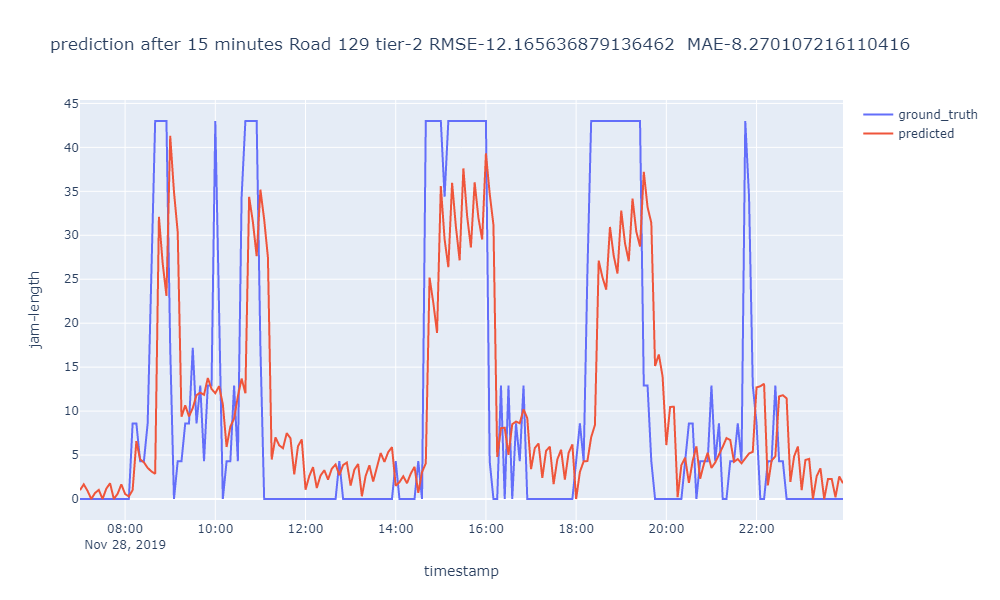 prediction after 15 minutes Road 129 tier-2 RMSE-12.165636879136462  MAE-8.270107216110416
ground_truth
predicted
jam-length
45
40
35
30
25
20
15
10
5
0
08:00 10:00 12:00 14:00 16:00 18:00 20:00 22:00
Nov 28, 2019
timestamp